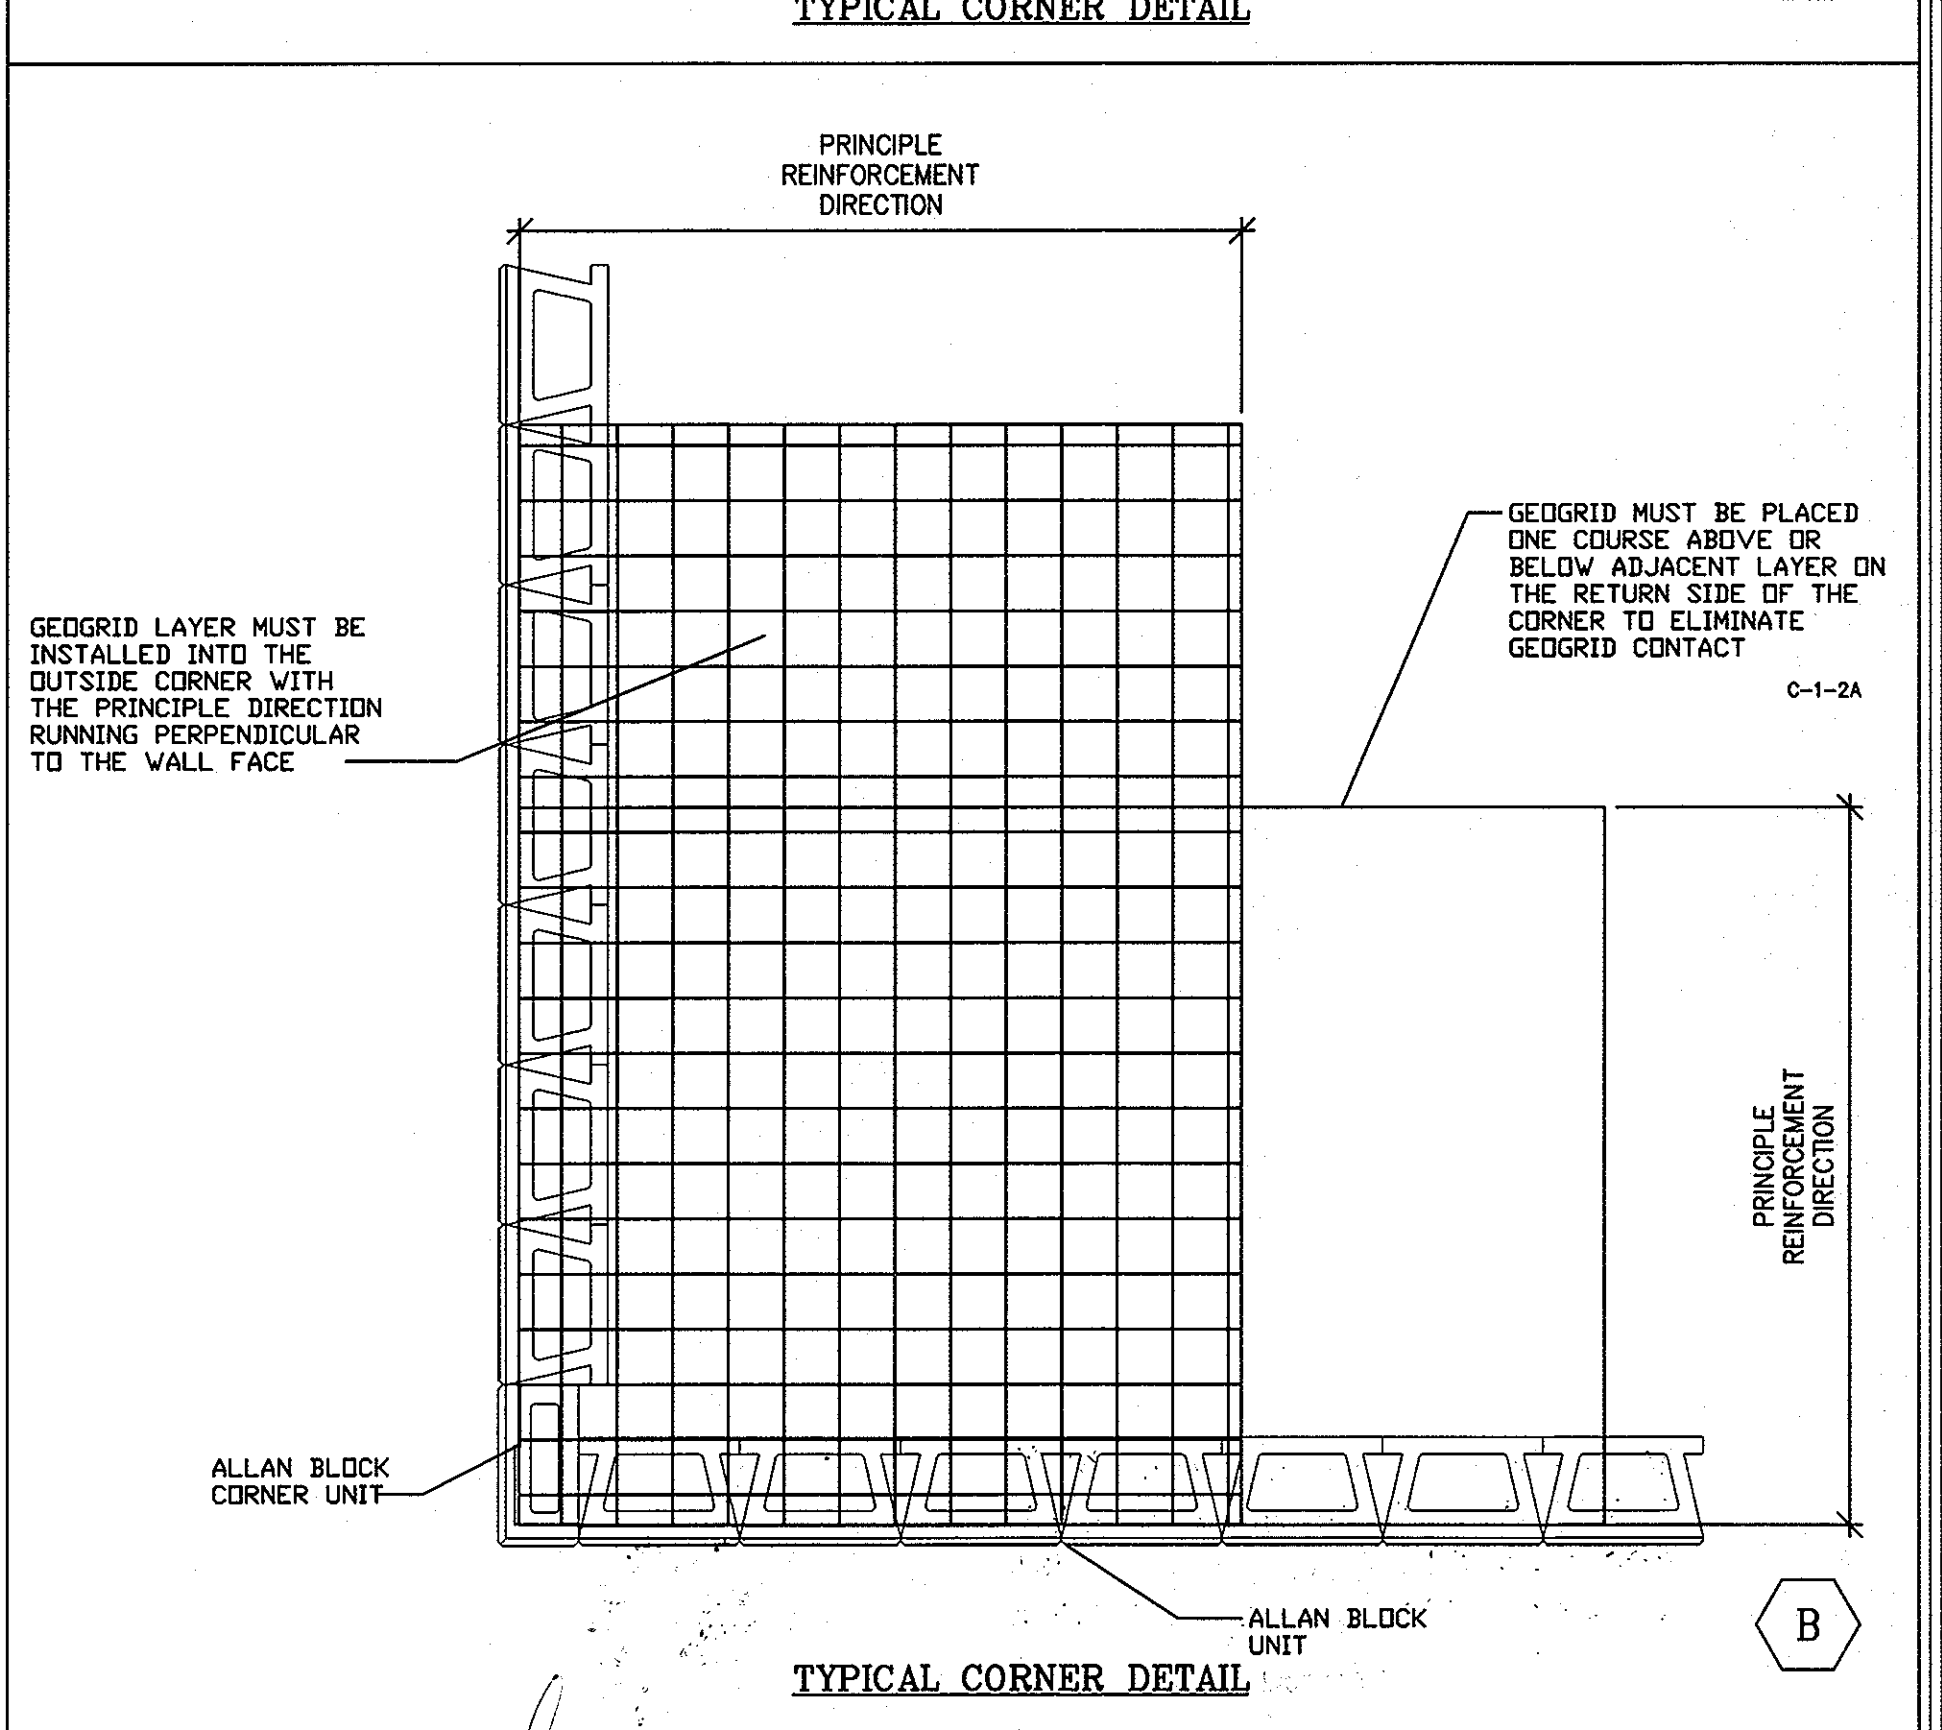 TYPICAL CORNER DETAIL
PRINCIPLE
REINFORCEMENT
DIRECTION
GEOGRID MUST BE PLACED
ONE COURSE ABOVE OR
BELOW ADJACENT LAYER ON
THE RETURN SIDE OF THE
CORNER TO ELIMINATE
GEOGRID CONTACT
C-1-2A
GEOGRID LAYER MUST BE
INSTALLED INTO THE
OUTSIDE CORNER WITH
THE PRINCIPLE DIRECTION
RUNNING PERPENDICULAR
TO THE WALL FACE
PRINCIPLE
REINFORCEMENT
DIRECTION
ALLAN BLOCK
CORNER UNIT
ALLAN BLOCK
UNIT
B
TYPICAL CORNER DETAIL